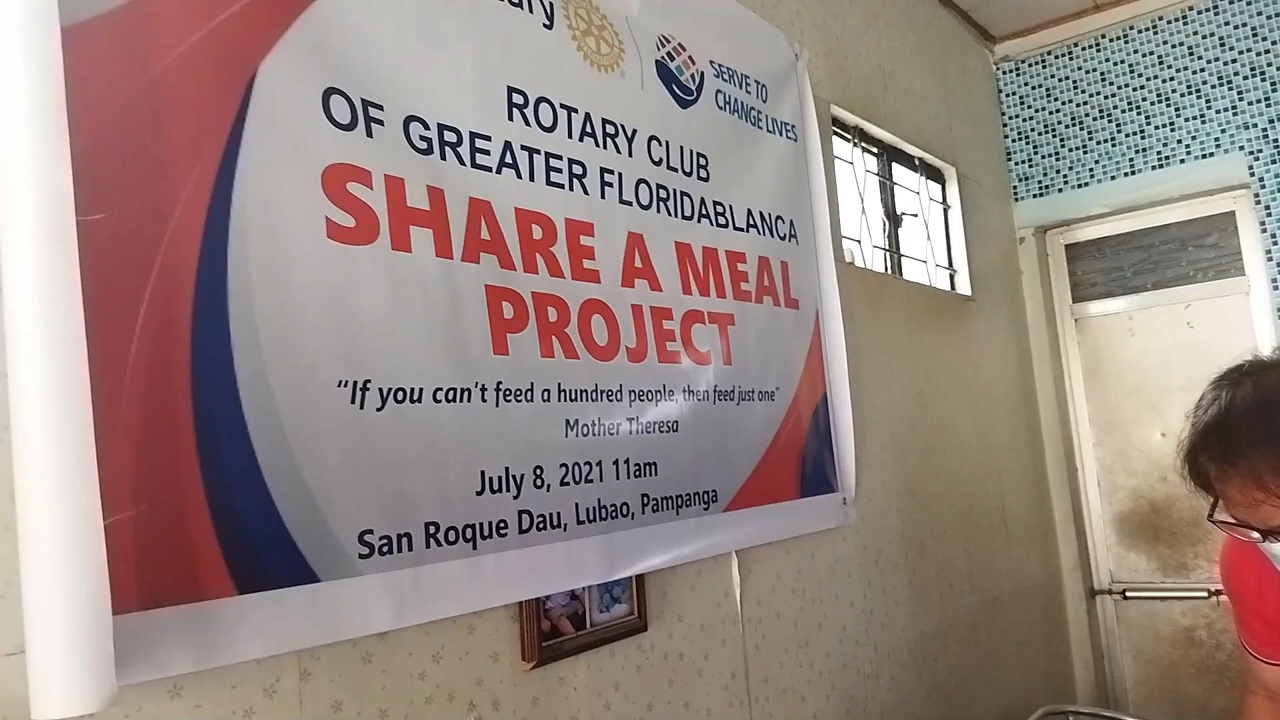 SERVE TO
CHANGE LIVES
ROTARY CLUB
OF GREATER FLORIDABLANCA
SHARE A MEAL
PROJECT
"If you can't feed a hundred people, then feed just one"
Mother Theresa
July 8, 2021 11am
San Roque Dau, Lubao, Pampanga